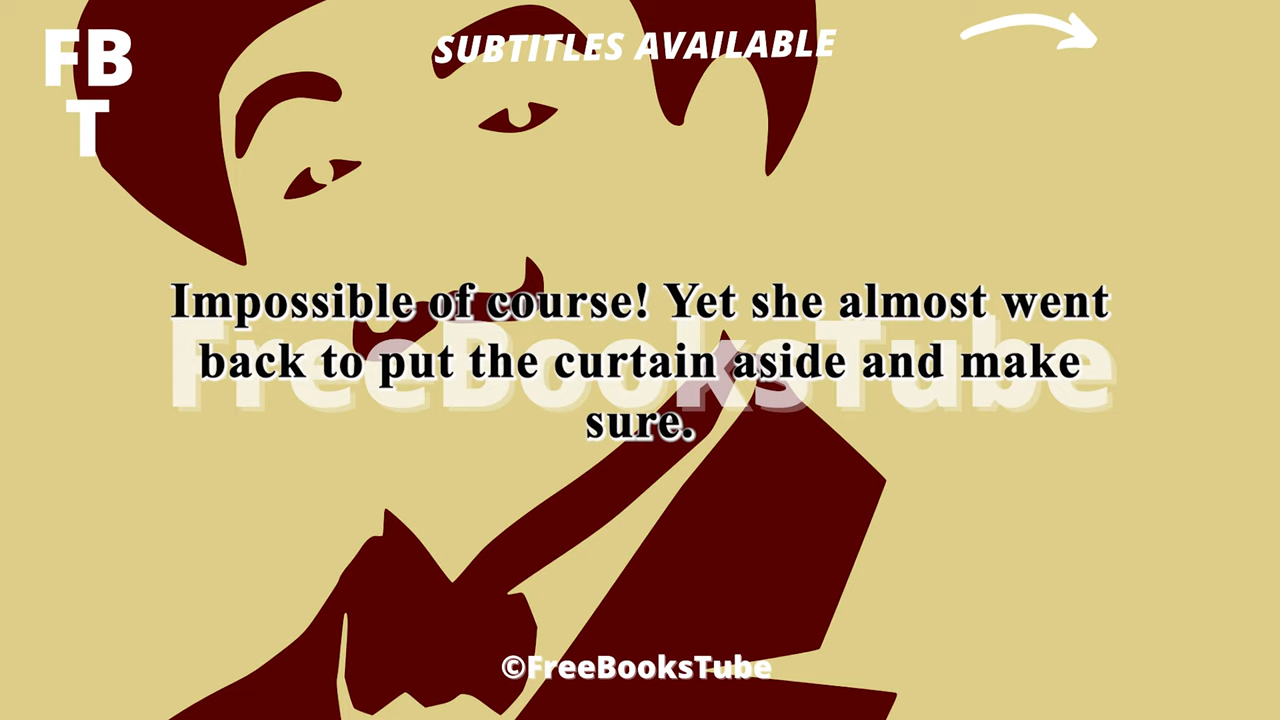 FB
T
SUBTITLES AVAILABLE
Impossible of course! Yet she almost went
back to put the curtain aside and make
sure.
FreeBooksTube
©FreeBooksTube